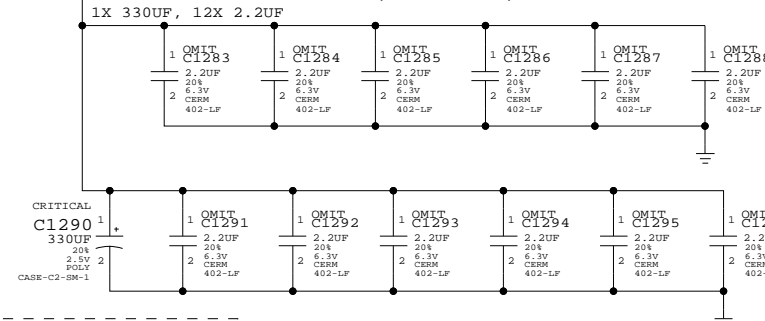 1X 330UF, 12X 2.2UF
1 OMIT
C1283
2.2UF
20%
6.3V
2 CERM
402-LF
1 OMIT
C1284
2.2UF
20%
6.3V
2 CERM
402-LF
1 OMIT
C1285
2.2UF
20%
6.3V
2 CERM
402-LF
1 OMIT
C1286
2.2UF
20%
6.3V
2 CERM
402-LF
1 OMIT
C1287
2.2UF
20%
6.3V
2 CERM
402-LF
1 OMIT
C1288
2.2UF
20%
6.3V
2 CERM
402-LF
CRITICAL
C1290 1
+
330UF
20%
2.5V 2
POLY
CASE-C2-SM-1
1 OMIT
C1291
2.2UF
20%
6.3V
2 CERM
402-LF
1 OMIT
C1292
2.2UF
20%
6.3V
2 CERM
402-LF
1 OMIT
C1293
2.2UF
20%
6.3V
2 CERM
402-LF
1 OMIT
C1294
2.2UF
20%
6.3V
2 CERM
402-LF
1 OMIT
C1295
2.2UF
20%
6.3V
2 CERM
402-LF
1
2.2
20%
6.3V
2
402-